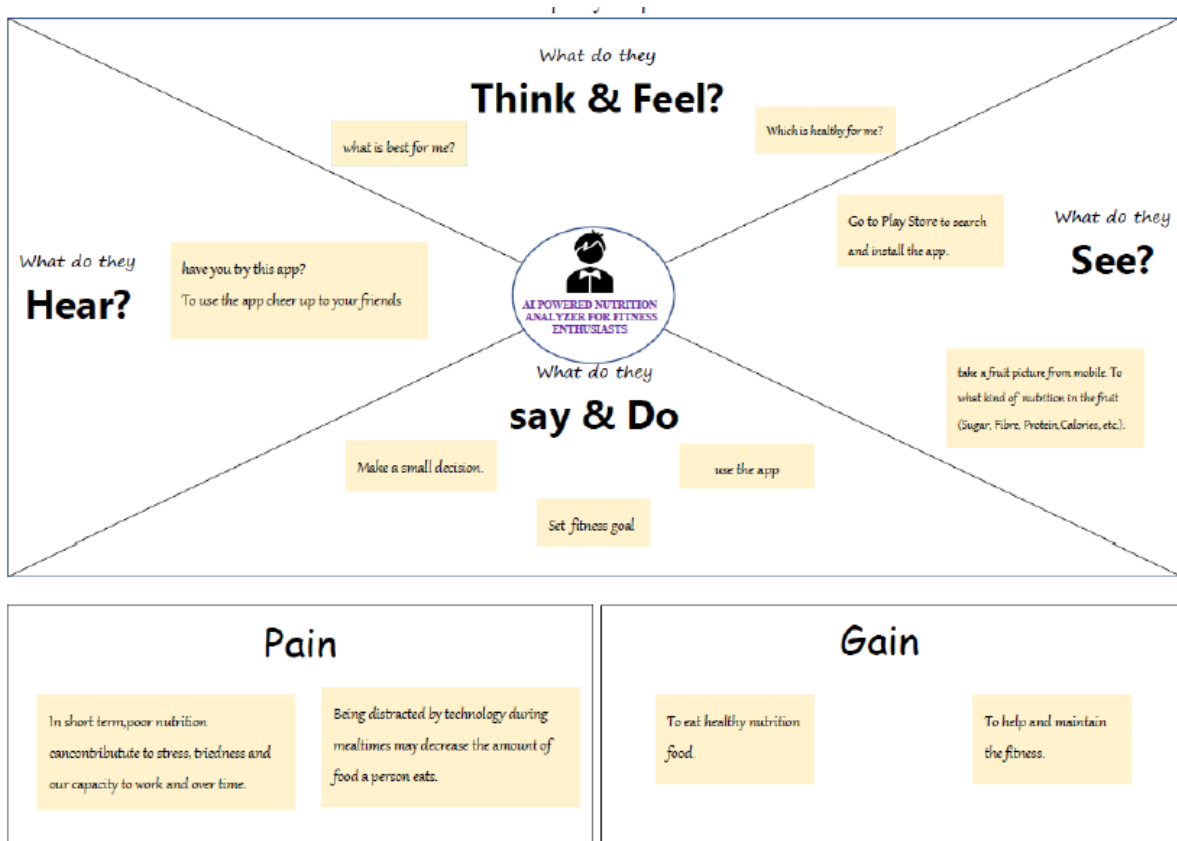 What do they
Think & Feel?
what is best for me?
Which is healthy for me?
Go to Play Store to search
and install the app.
What do they
See?
What do they
Hear?
have you try this app?
To use the app cheer up to your friends
AI POWERED NUTRITION
ANALYZER FOR FITNESS
ENTHUSIASTS
take a fruit picture from mobile. To
what kind of nutrition in the fruit
(Sugar, Fibre, Protein,Calories, etc.).
What do they
say & Do
Make a small decision.
use the app
Set fitness goal
Pain
In short term,poor nutrition
cancontributute to stress, triedness and
our capacity to work and over time.
Being distracted by technology during
mealtimes may decrease the amount of
food a person eats.
Gain
To eat healthy nutrition
food.
To help and maintain
the fitness.